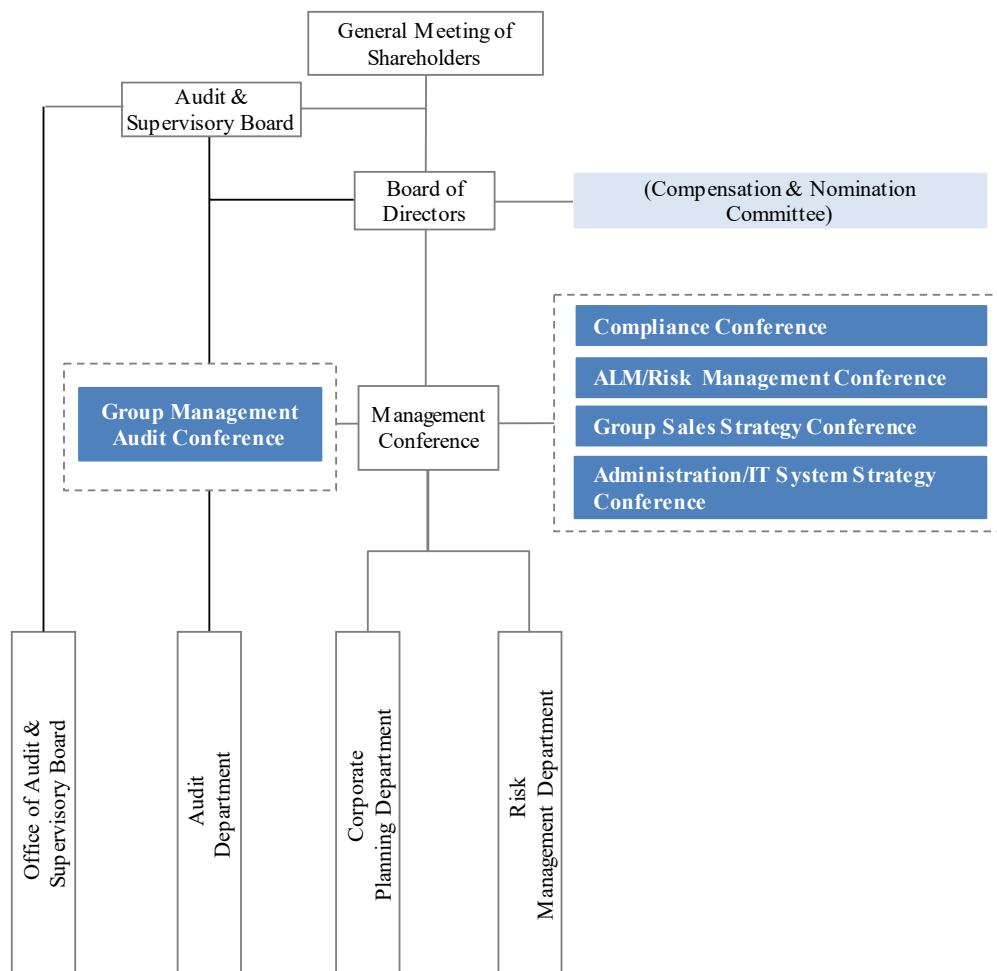 General Meeting of
Shareholders
Audit &
Supervisory Board
Board of
Directors
(Compensation & Nomination
Committee)
Compliance Conference
ALM/Risk Management Conference
Group Sales Strategy Conference
Administration/IT System Strategy
Conference
Group Management
Audit Conference
Management
Conference
Office of Audit &
Supervisory Board
Audit
Department
Corporate
Planning Department
Risk
Management Department